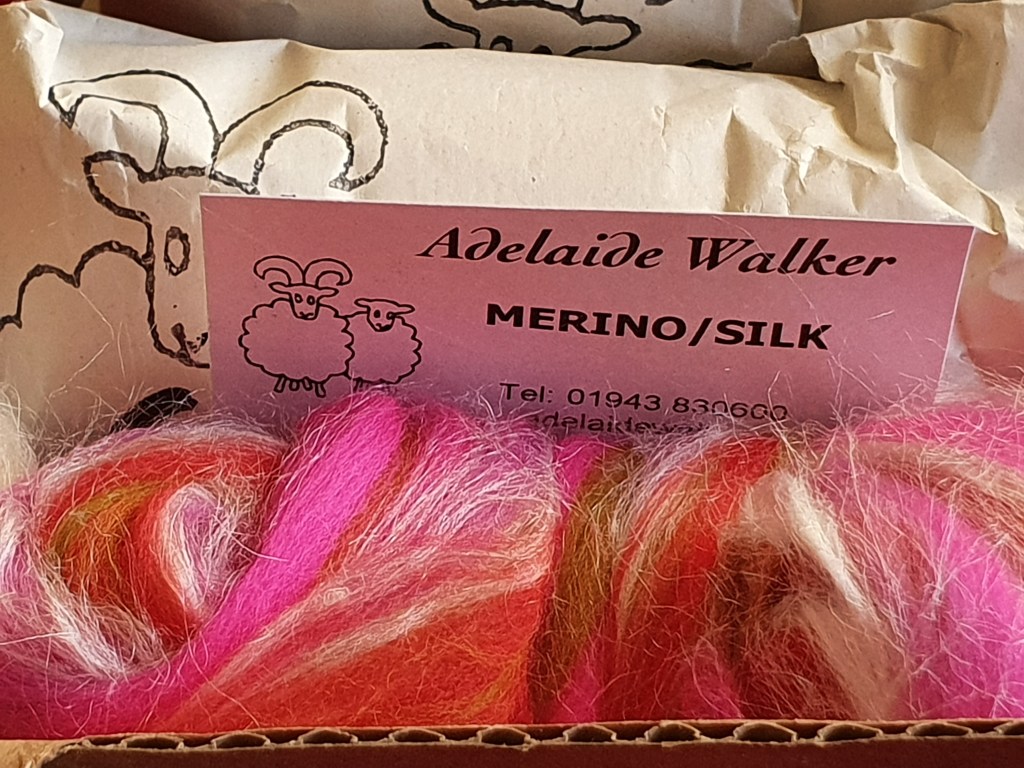 Adelaide Walker
MERINO/SILK
Tel: 01943 830600